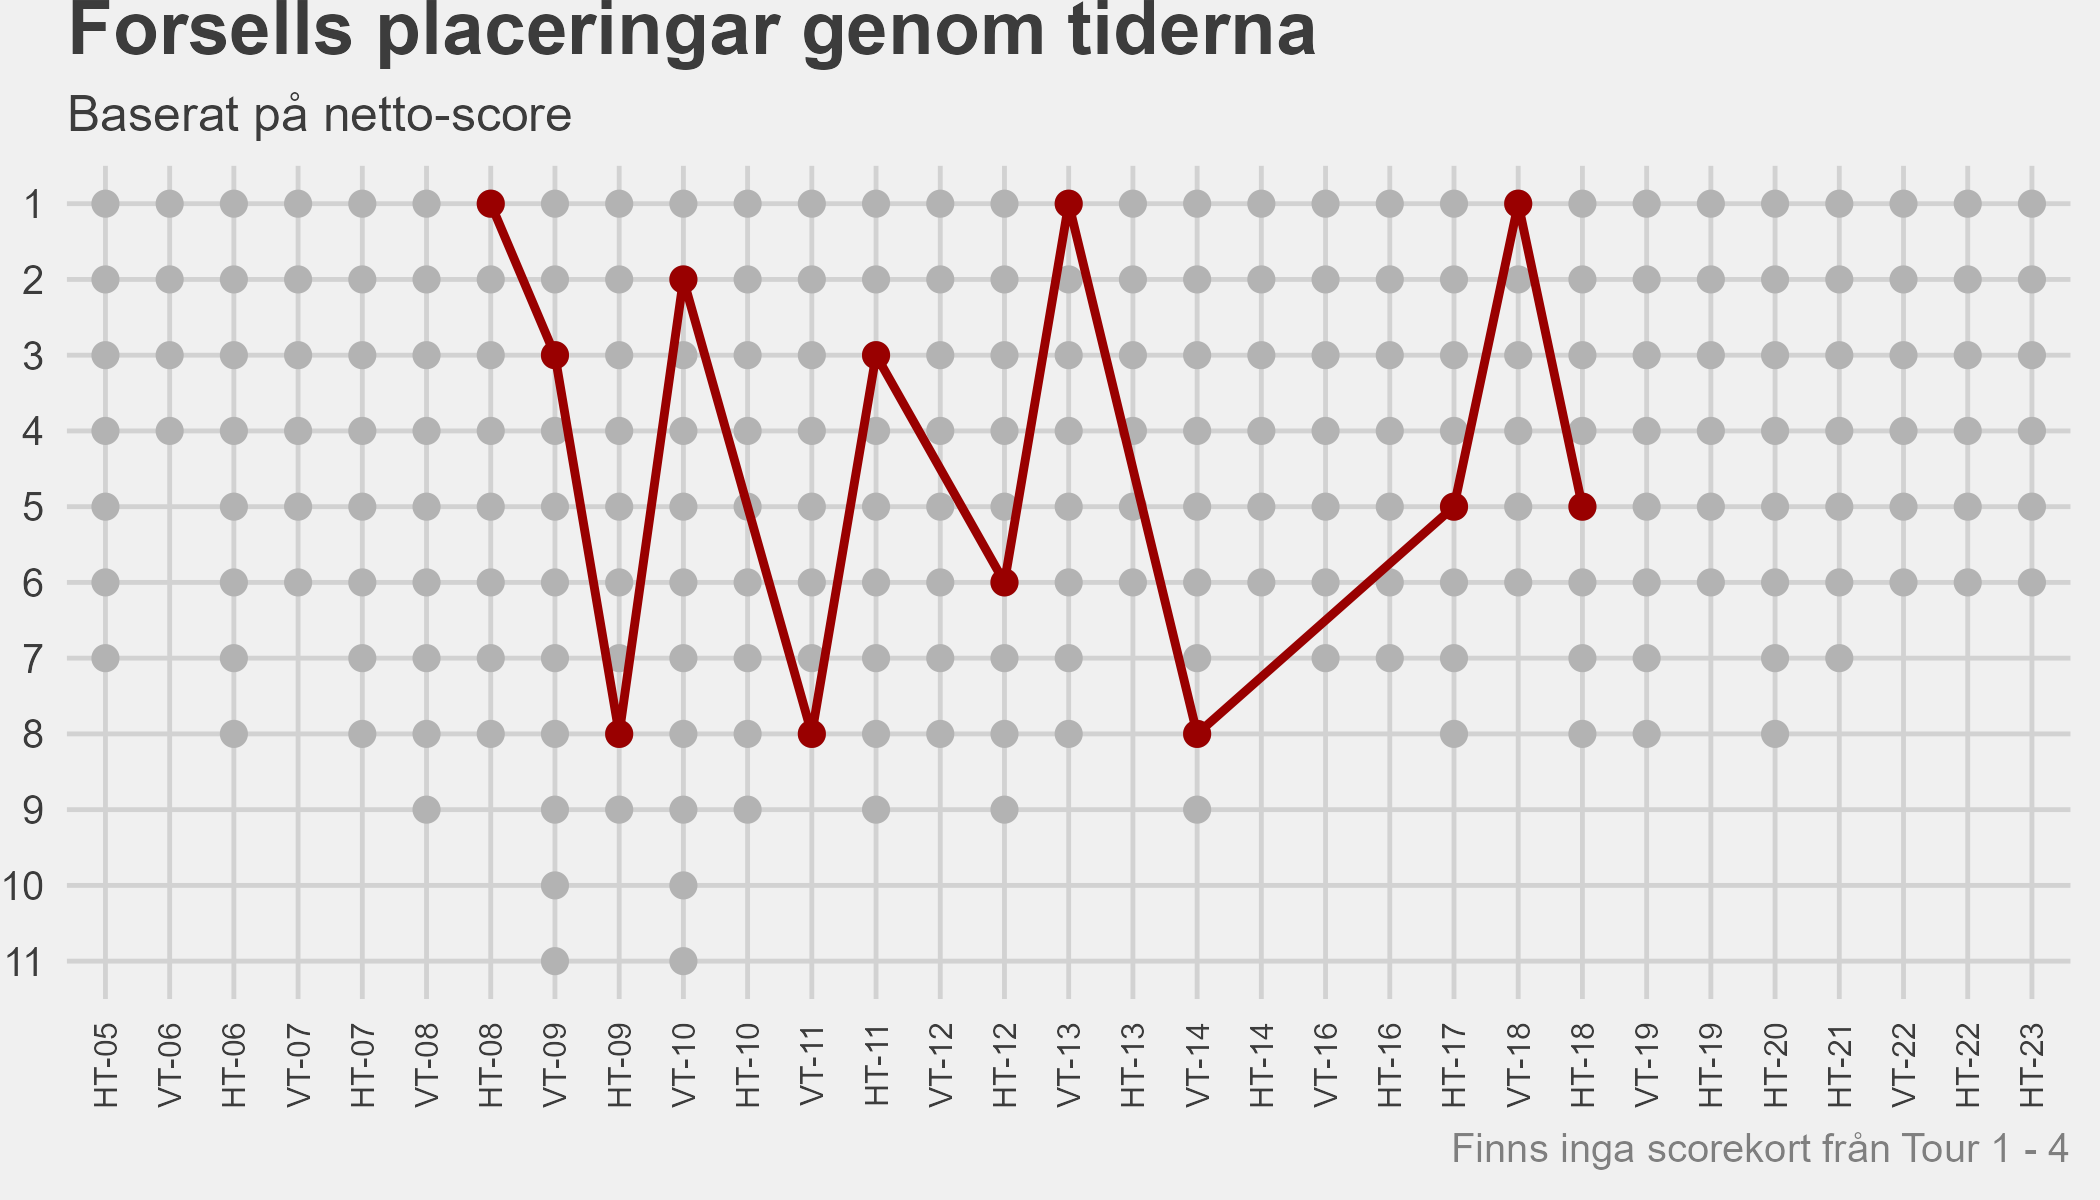 Forsells placeringar genom tiderna
Baserat på netto-score
1
2
3
4
5
6
7
8
9
10
11
HT-05
VT-06
HT-06
VT-07
HT-07
VT-08
HT-08
VT-09
HT-09
VT-10
HT-10
VT-11
HT-11
VT-12
HT-12
VT-13
HT-13
VT-14
HT-14
VT-16
HT-16
HT-17
VT-18
HT-18
VT-19
HT-19
HT-20
HT-21
VT-22
HT-22
HT-23
Finns inga scorekort från Tour 1 - 4